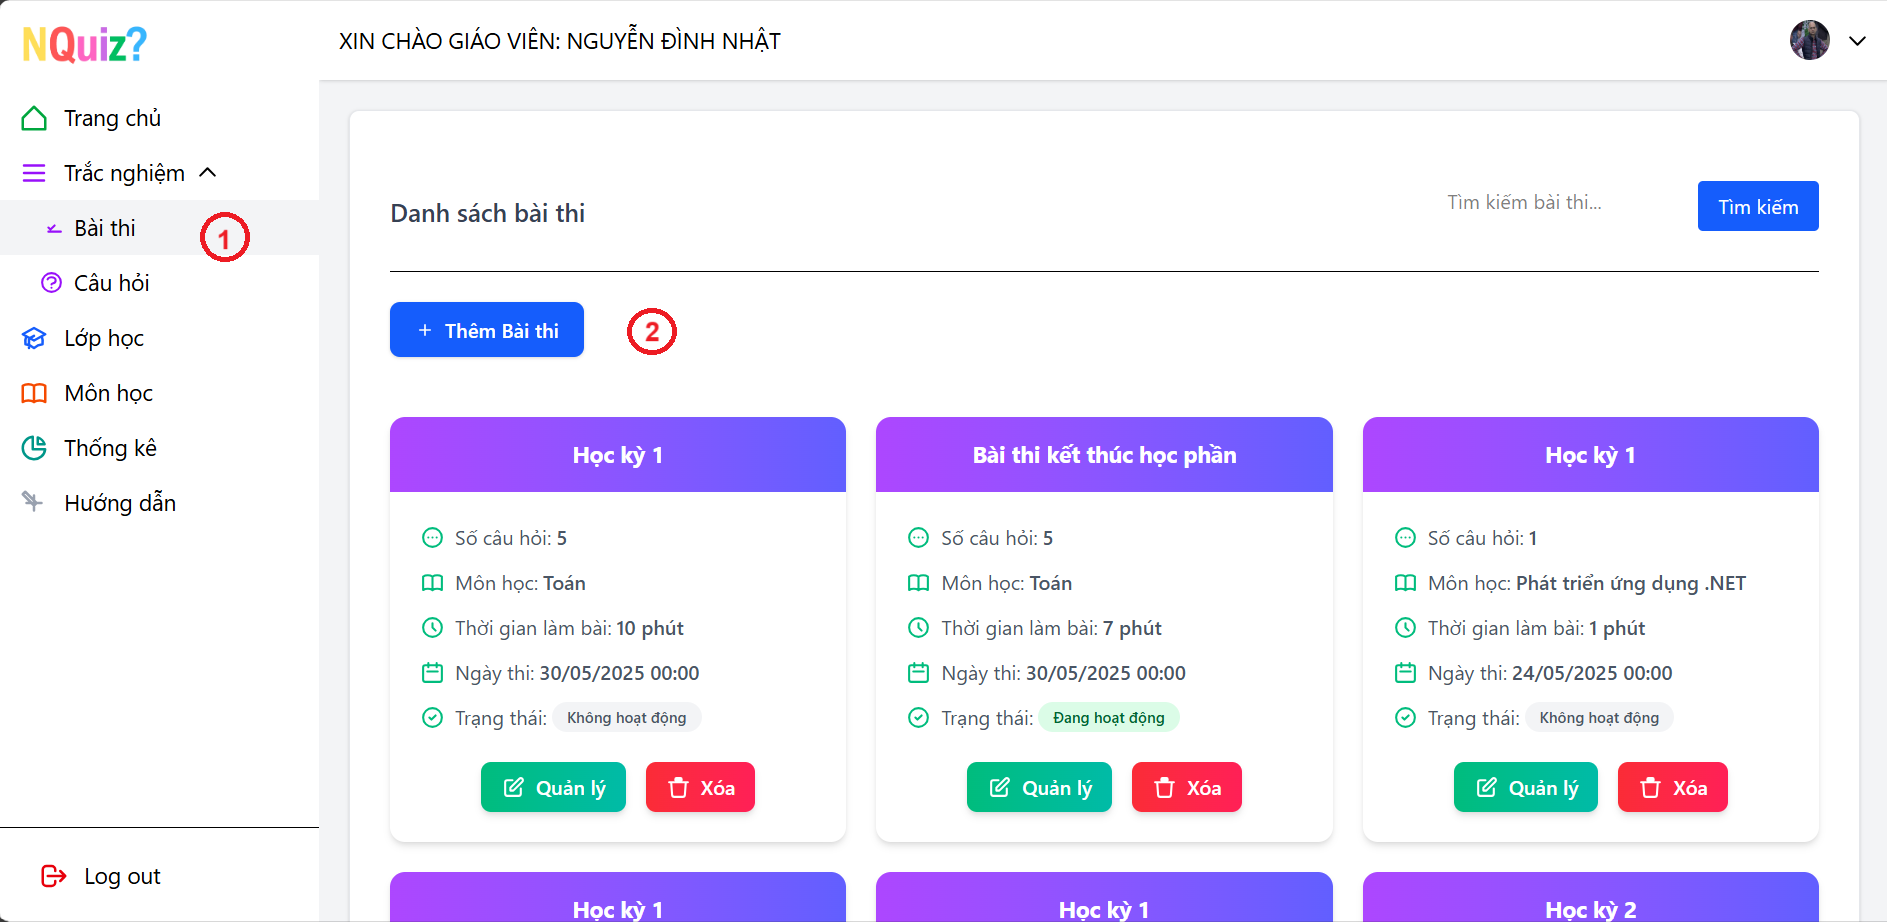 NQuiz?
XIN CHÀO GIÁO VIÊN: NGUYỄN ĐÌNH NHẬT
Trang chủ
Trắc nghiệm
Bài thi
1
Câu hỏi
Lớp học
Môn học
Thống kê
Hướng dẫn
Log out
Danh sách bài thi
Tìm kiếm bài thi...
Tìm kiếm
+ Thêm Bài thi
2
Học kỳ 1
Số câu hỏi: 5
Môn học: Toán
Thời gian làm bài: 10 phút
Ngày thi: 30/05/2025 00:00
Trạng thái: Không hoạt động
Quản lý
Xóa
Bài thi kết thúc học phần
Số câu hỏi: 5
Môn học: Toán
Thời gian làm bài: 7 phút
Ngày thi: 30/05/2025 00:00
Trạng thái: Đang hoạt động
Quản lý
Xóa
Học kỳ 1
Số câu hỏi: 1
Môn học: Phát triển ứng dụng .NET
Thời gian làm bài: 1 phút
Ngày thi: 24/05/2025 00:00
Trạng thái: Không hoạt động
Quản lý
Xóa
Học kỳ 1
Học kỳ 1
Học kỳ 2